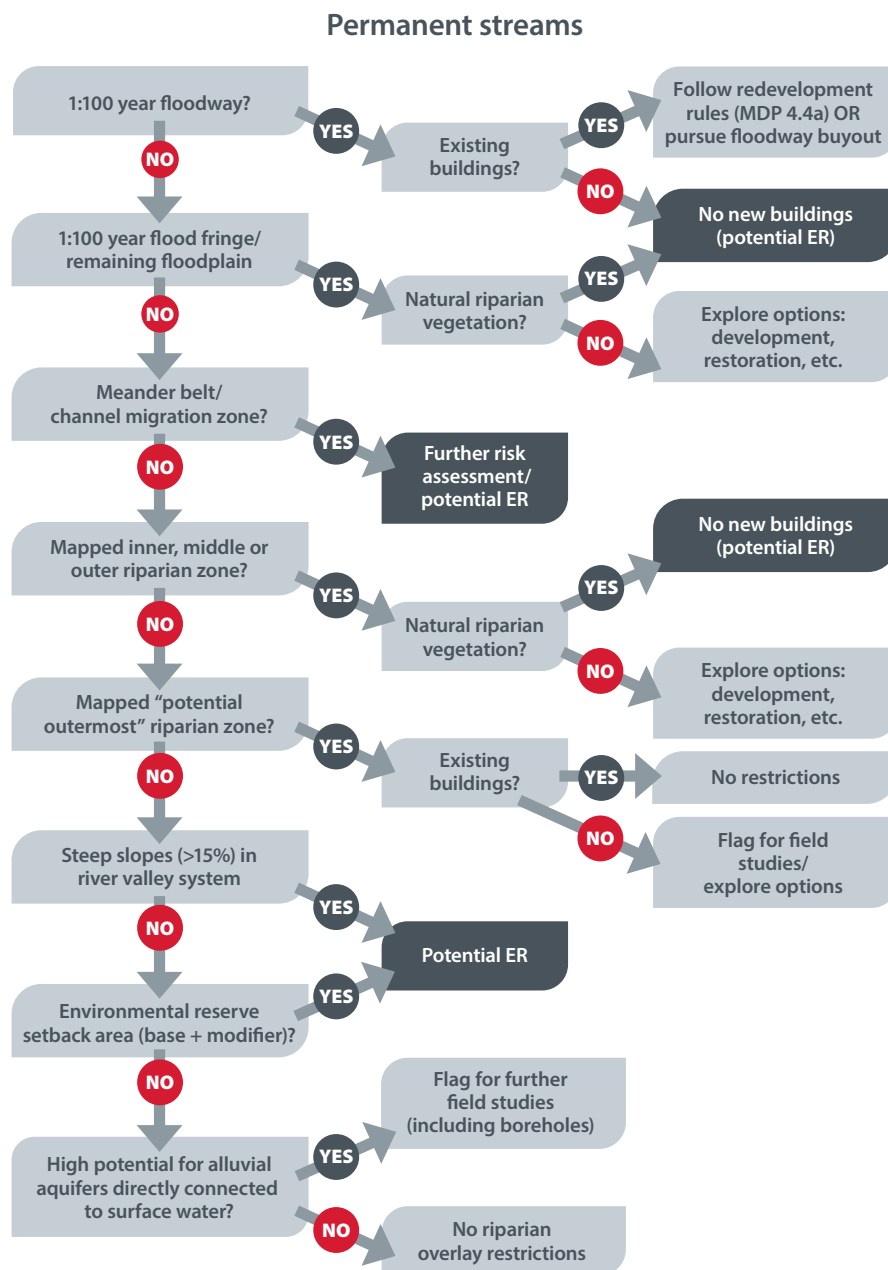 Permanent streams
1:100 year floodway?
YES
Existing
buildings?
YES
Follow redevelopment
rules (MDP 4.4a) OR
pursue floodway buyout
NO
No new buildings
(potential ER)
NO
1:100 year flood fringe/
remaining floodplain
YES
Natural riparian
vegetation?
YES
NO
Explore options:
development,
restoration, etc.
NO
Meander belt/
channel migration zone?
YES
Further risk
assessment/
potential ER
NO
Mapped inner, middle or
outer riparian zone?
YES
Natural riparian
vegetation?
YES
No new buildings
(potential ER)
NO
Explore options:
development,
restoration, etc.
NO
Mapped “potential
outermost” riparian zone?
YES
Existing
buildings?
YES
No restrictions
NO
Flag for field
studies/
explore options
NO
Steep slopes (>15%) in
river valley system
YES
Potential ER
NO
Environmental reserve
setback area (base + modifier)?
YES
NO
High potential for alluvial
aquifers directly connected
to surface water?
YES
Flag for further
field studies
(including boreholes)
NO
No riparian
overlay restrictions